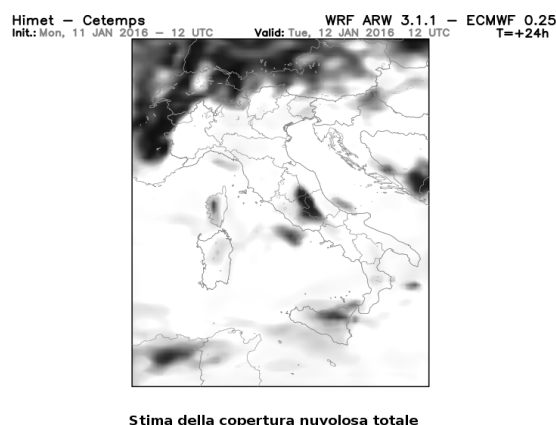 Himet – Cetemps WRF ARW 3.1.1 – ECMWF 0.25
Init.: Mon, 11 JAN 2016 – 12 UTC Valid: Tue, 12 JAN 2016 12 UTC T=+24h
Stima della copertura nuvolosa totale